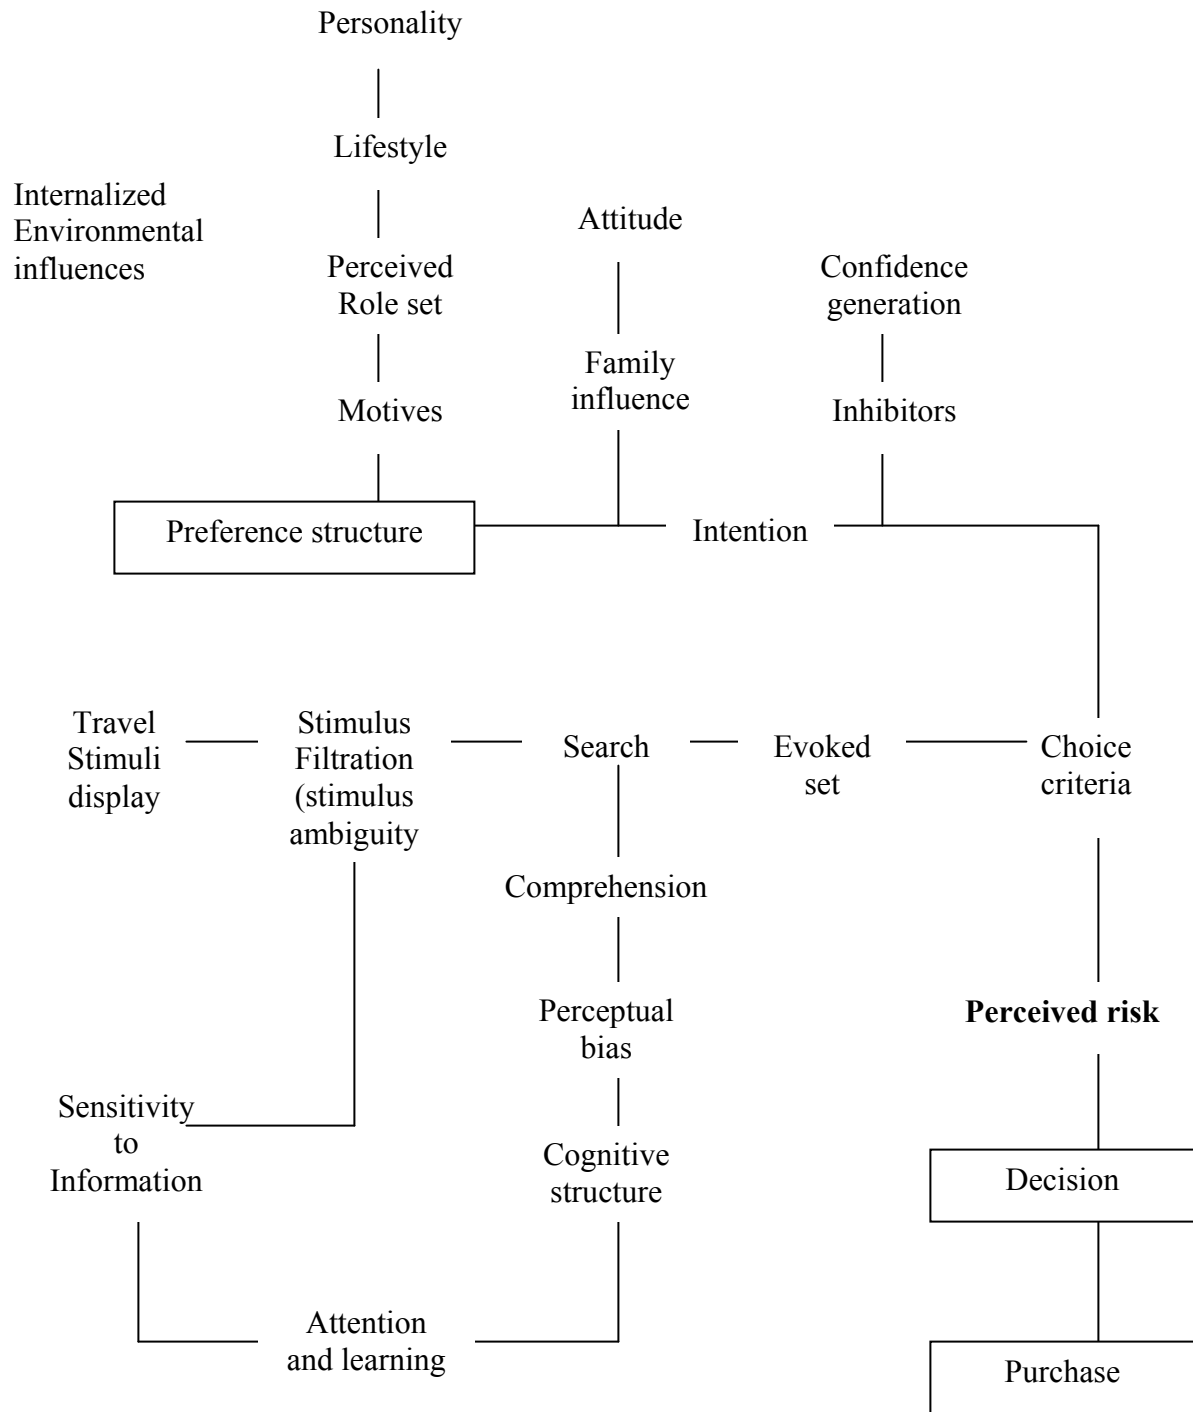 Personality
Lifestyle
Internalized
Environmental
influences
Attitude
Perceived
Role set
Confidence
generation
Family
influence
Motives
Inhibitors
Preference structure
Intention
Travel
Stimuli
display
Stimulus
Filtration
(stimulus
ambiguity
Search
Evoked
set
Choice
criteria
Comprehension
Perceptual
bias
Perceived risk
Sensitivity
to
Information
Cognitive
structure
Decision
Attention
and learning
Purchase